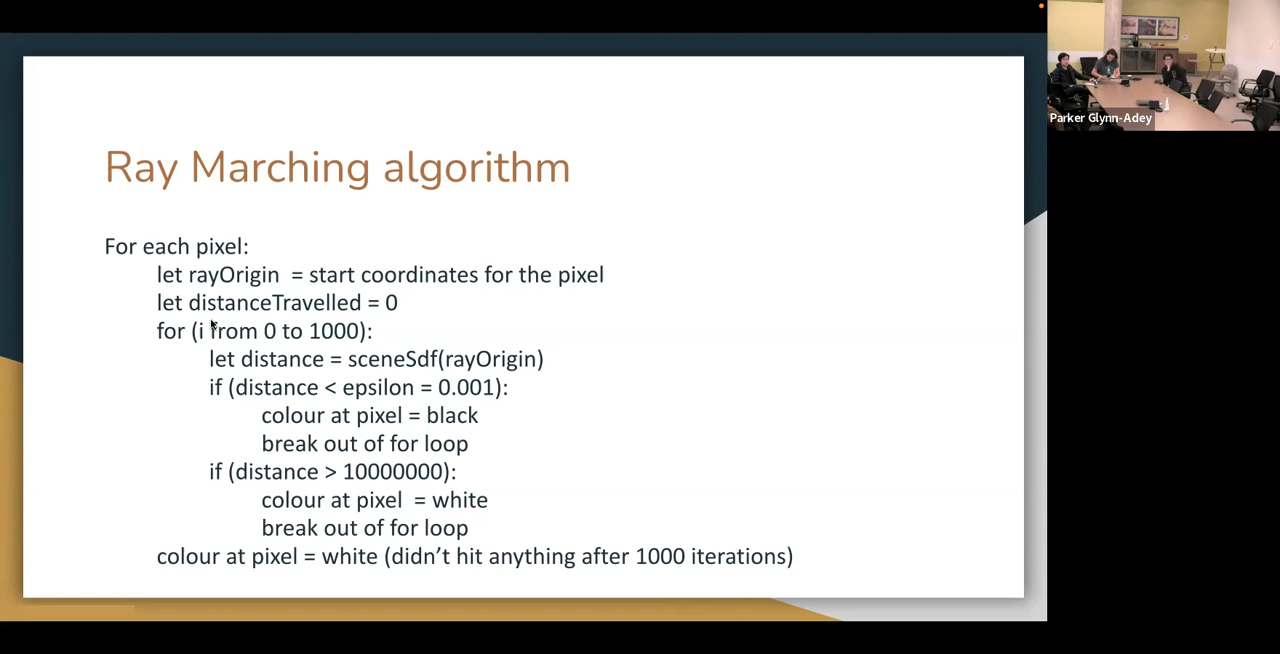 Ray Marching algorithm
For each pixel:
let rayOrigin  = start coordinates for the pixel
let distanceTravelled = 0
for (i from 0 to 1000):
let distance = sceneSdf(rayOrigin)
if (distance < epsilon = 0.001):
colour at pixel = black
break out of for loop
if (distance > 10000000):
colour at pixel  = white
break out of for loop
colour at pixel = white (didn’t hit anything after 1000 iterations)
Parker Glynn-Adey